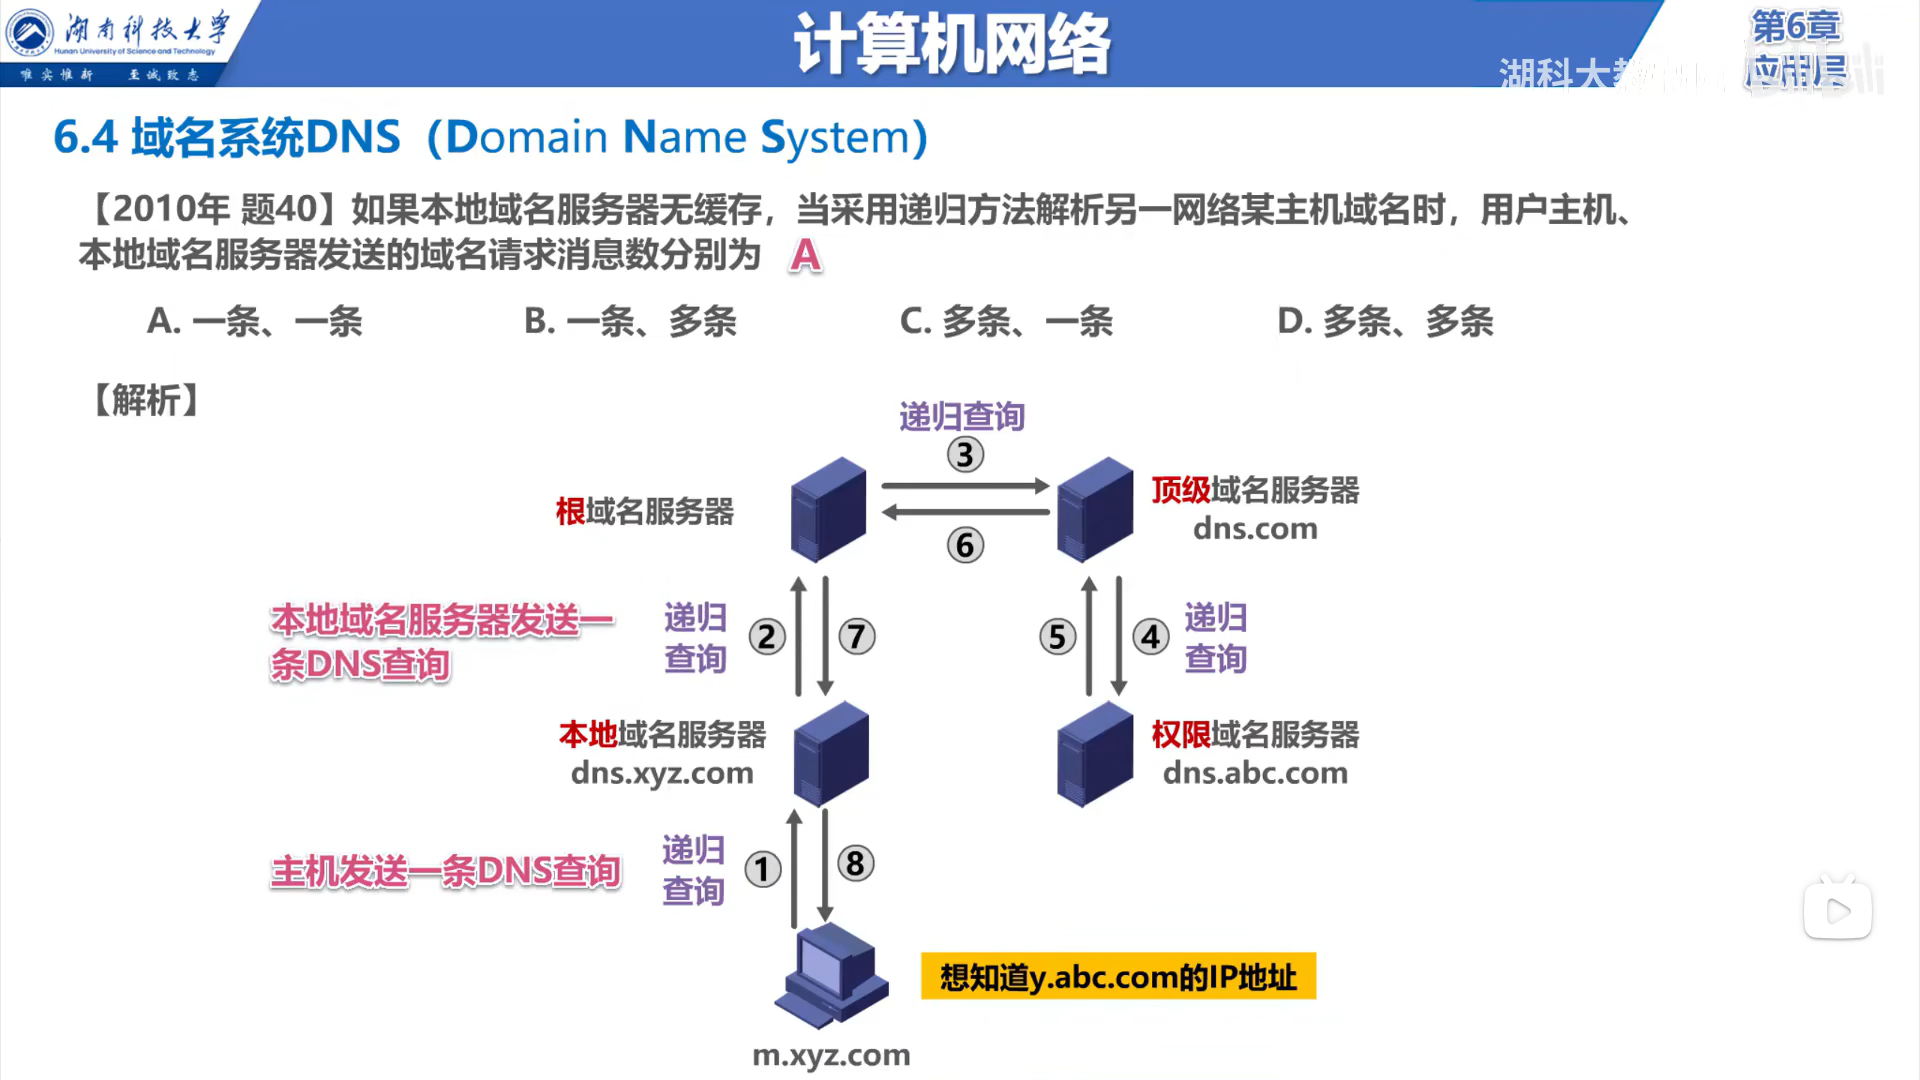 湖南科技大学
Hunan University of Science and Technology
唯实惟新 至诚致志
计算机网络
第6章
应用层
湖科大教书匠
bilibili
6.4 域名系统DNS（Domain Name System）
【2010年 题40】如果本地域名服务器无缓存，当采用递归方法解析另一网络某主机域名时，用户主机、
本地域名服务器发送的域名请求消息数分别为 A
A. 一条、一条 B. 一条、多条 C. 多条、一条 D. 多条、多条
【解析】
递归查询
③
根域名服务器
顶级域名服务器
dns.com
⑥
本地域名服务器发送一
条DNS查询
递归
查询
②
⑦
⑤
④
递归
查询
本地域名服务器
dns.xyz.com
权限域名服务器
dns.abc.com
主机发送一条DNS查询
递归
查询
①
⑧
想知道y.abc.com的IP地址
m.xyz.com